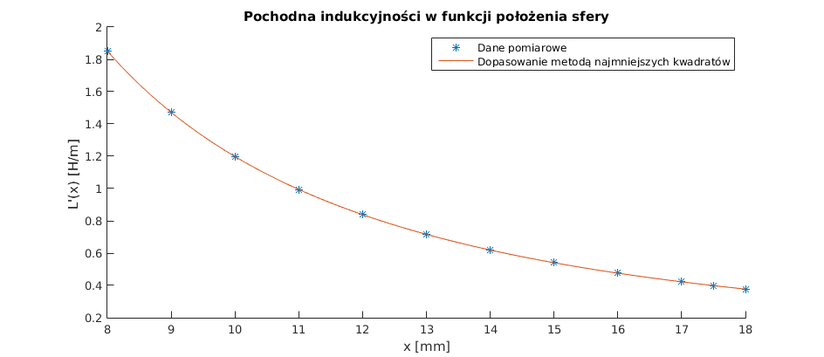 Pochodna indukcyjności w funkcji położenia sfery
Dane pomiarowe
Dopasowanie metodą najmniejszych kwadratów
L'(x) [H/m]
2
1.8
1.6
1.4
1.2
1
0.8
0.6
0.4
0.2
8 9 10 11 12 13 14 15 16 17 18
x [mm]